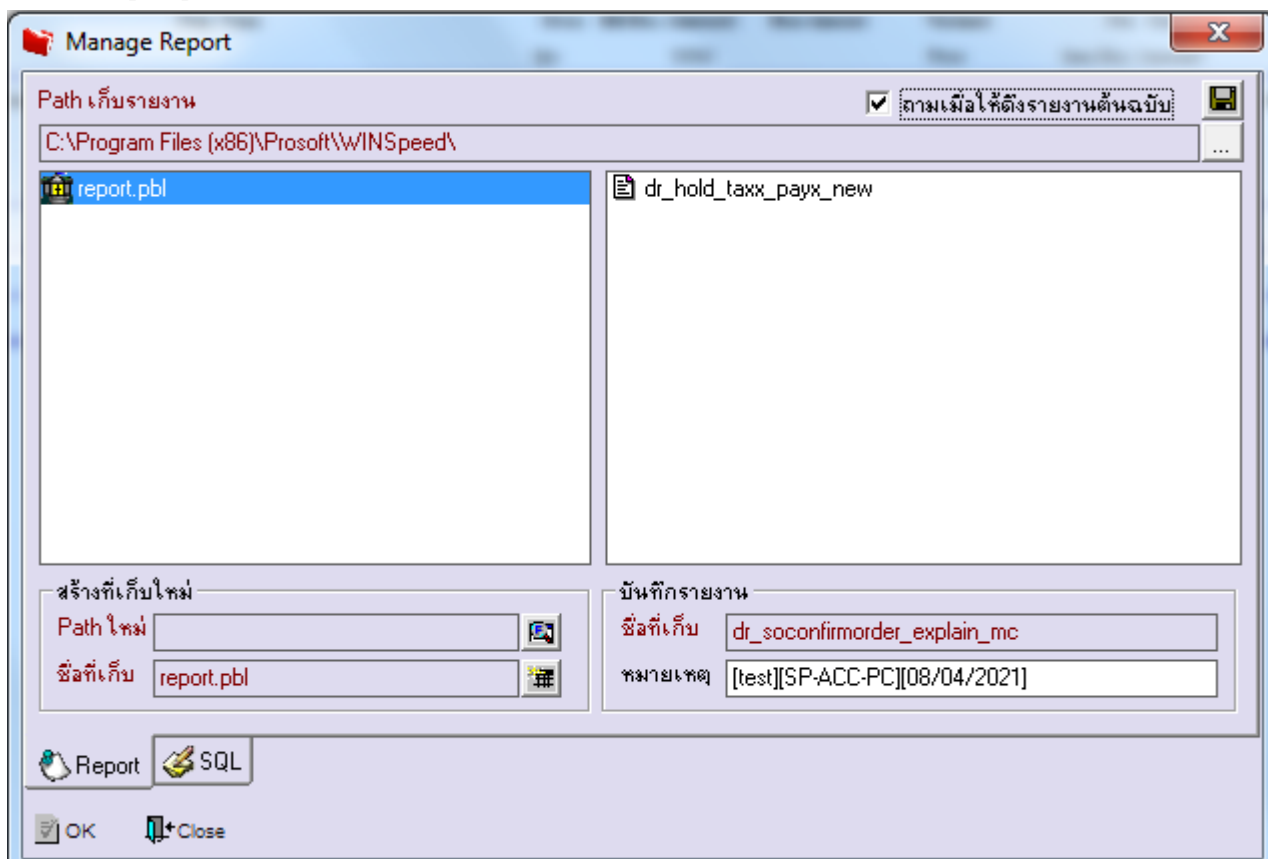 Manage Report
Path เก็บรายงาน
ถามเมื่อให้ดึงรายงานต้นฉบับ
C:\Program Files (x86)\Prosoft\WINSpeed\
...
report.pbl
dr_hold_taxx_payx_new
สร้างที่เก็บใหม่
Path ใหม่
ชื่อที่เก็บ report.pbl
บันทึกรายงาน
ชื่อที่เก็บ dr_soconfirmorder_explain_mc
หมายเหตุ [test][SP-ACC-PC][08/04/2021]
Report SQL
OK Close